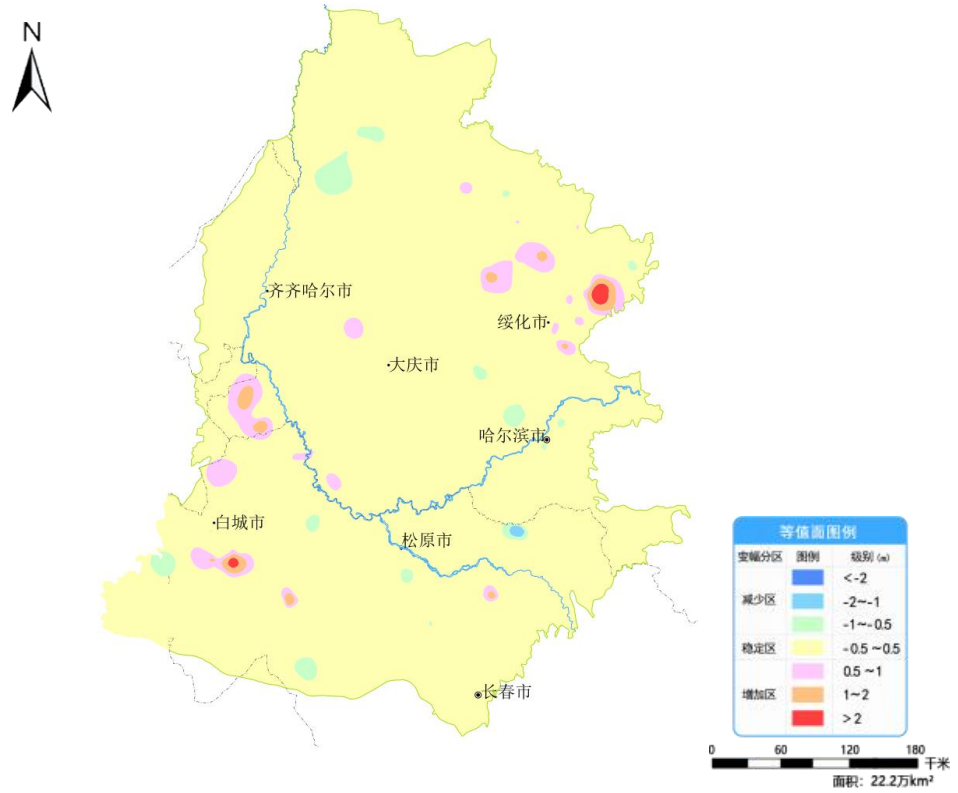 N
齐齐哈尔市
绥化市
大庆市
哈尔滨市
白城市
松原市
长春市
等值面图例
变幅分区 图例 级别 (m)
减少区
<-2
-2~-1
-1~-0.5
稳定区 -0.5~0.5
增加区
0.5~1
1~2
>2
0 60 120 180
千米
面积：22.2万km²